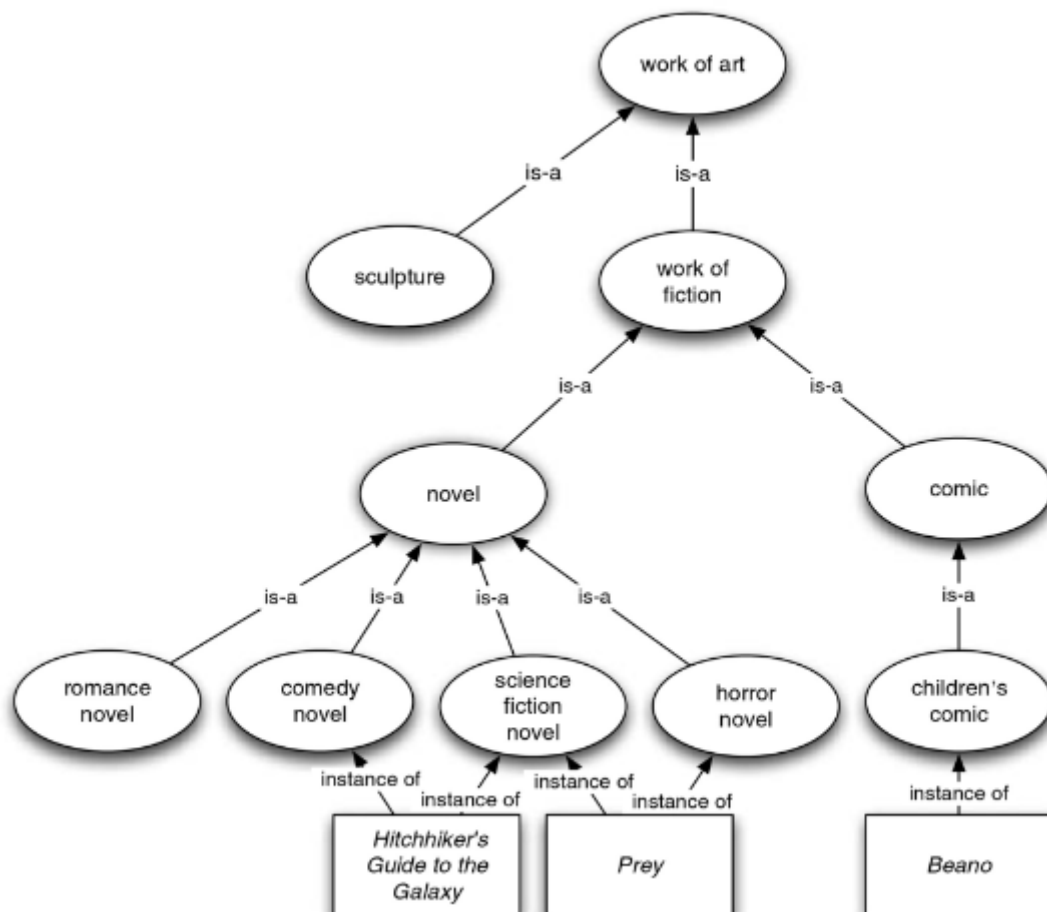 work of art
is-a
is-a
sculpture
work of
fiction
is-a
is-a
novel
comic
is-a
is-a
is-a
is-a
is-a
romance
novel
comedy
novel
science
fiction
novel
horror
novel
children's
comic
instance of
instance of
instance of
instance of
instance of
Hitchhiker's
Guide to the
Galaxy
Prey
Beano